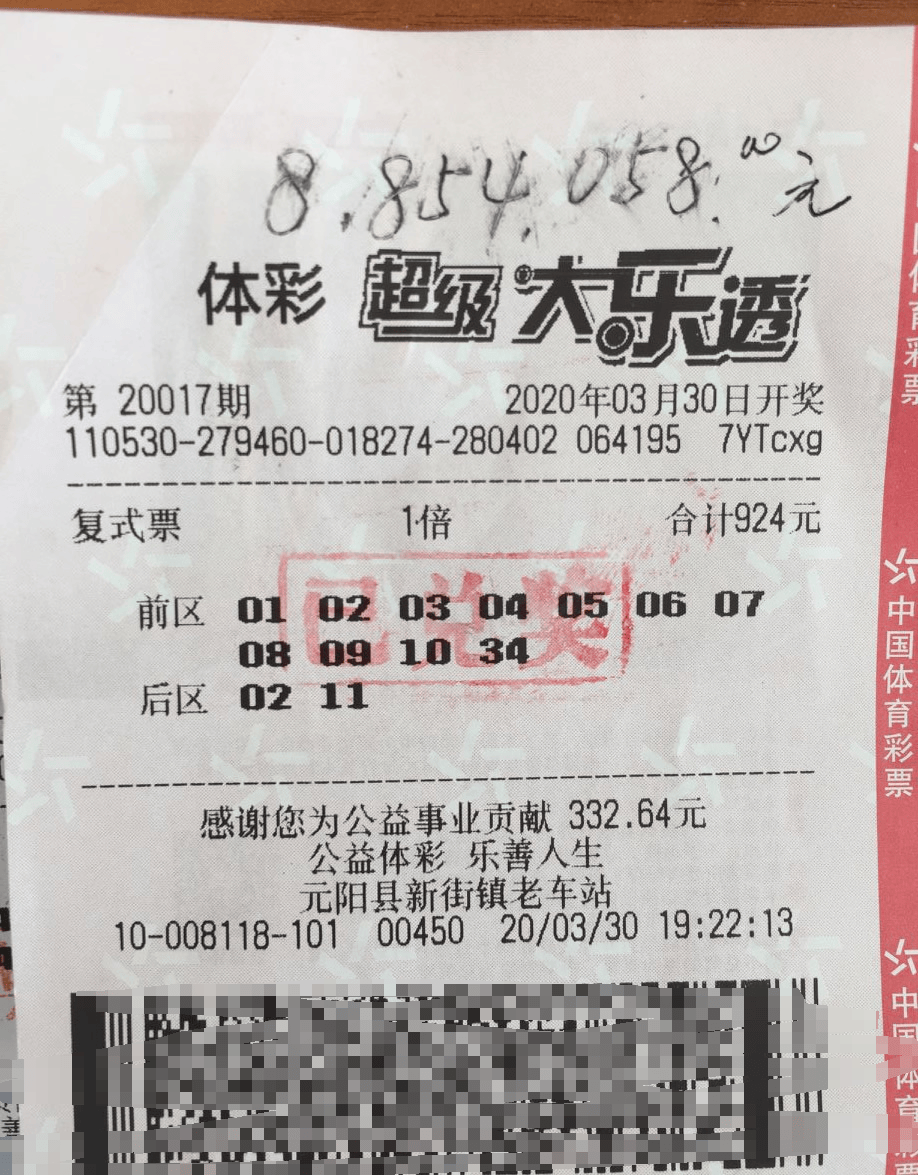 8.854.058.00元
体彩 超级大乐透
第 20017期 2020年03月30日开奖
110530-279460-018274-280402 064195 7YTcxg
复式票 1倍 合计924元
已兑奖
前区 01 02 03 04 05 06 07
08 09 10 34
后区 02 11
感谢您为公益事业贡献 332.64元
公益体彩 乐善人生
元阳县新街镇老车站
10-008118-101 00450 20/03/30 19:22:13
体育彩票
中国体育彩票
中国体育